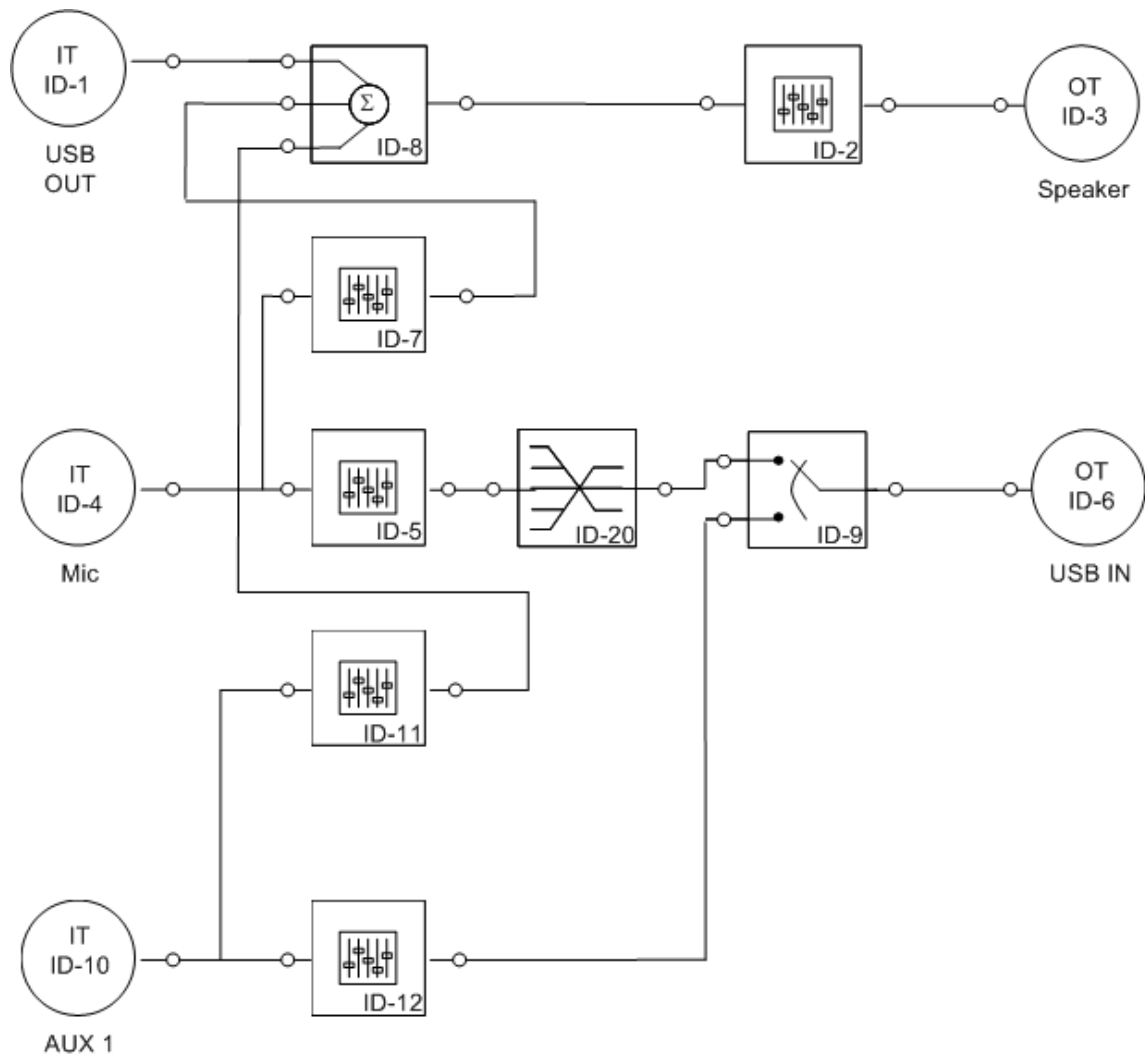 IT
ID-1
USB
OUT
Σ
ID-8
ID-2
OT
ID-3
Speaker
ID-7
IT
ID-4
Mic
ID-5
ID-20
ID-9
OT
ID-6
USB IN
ID-11
IT
ID-10
AUX 1
ID-12